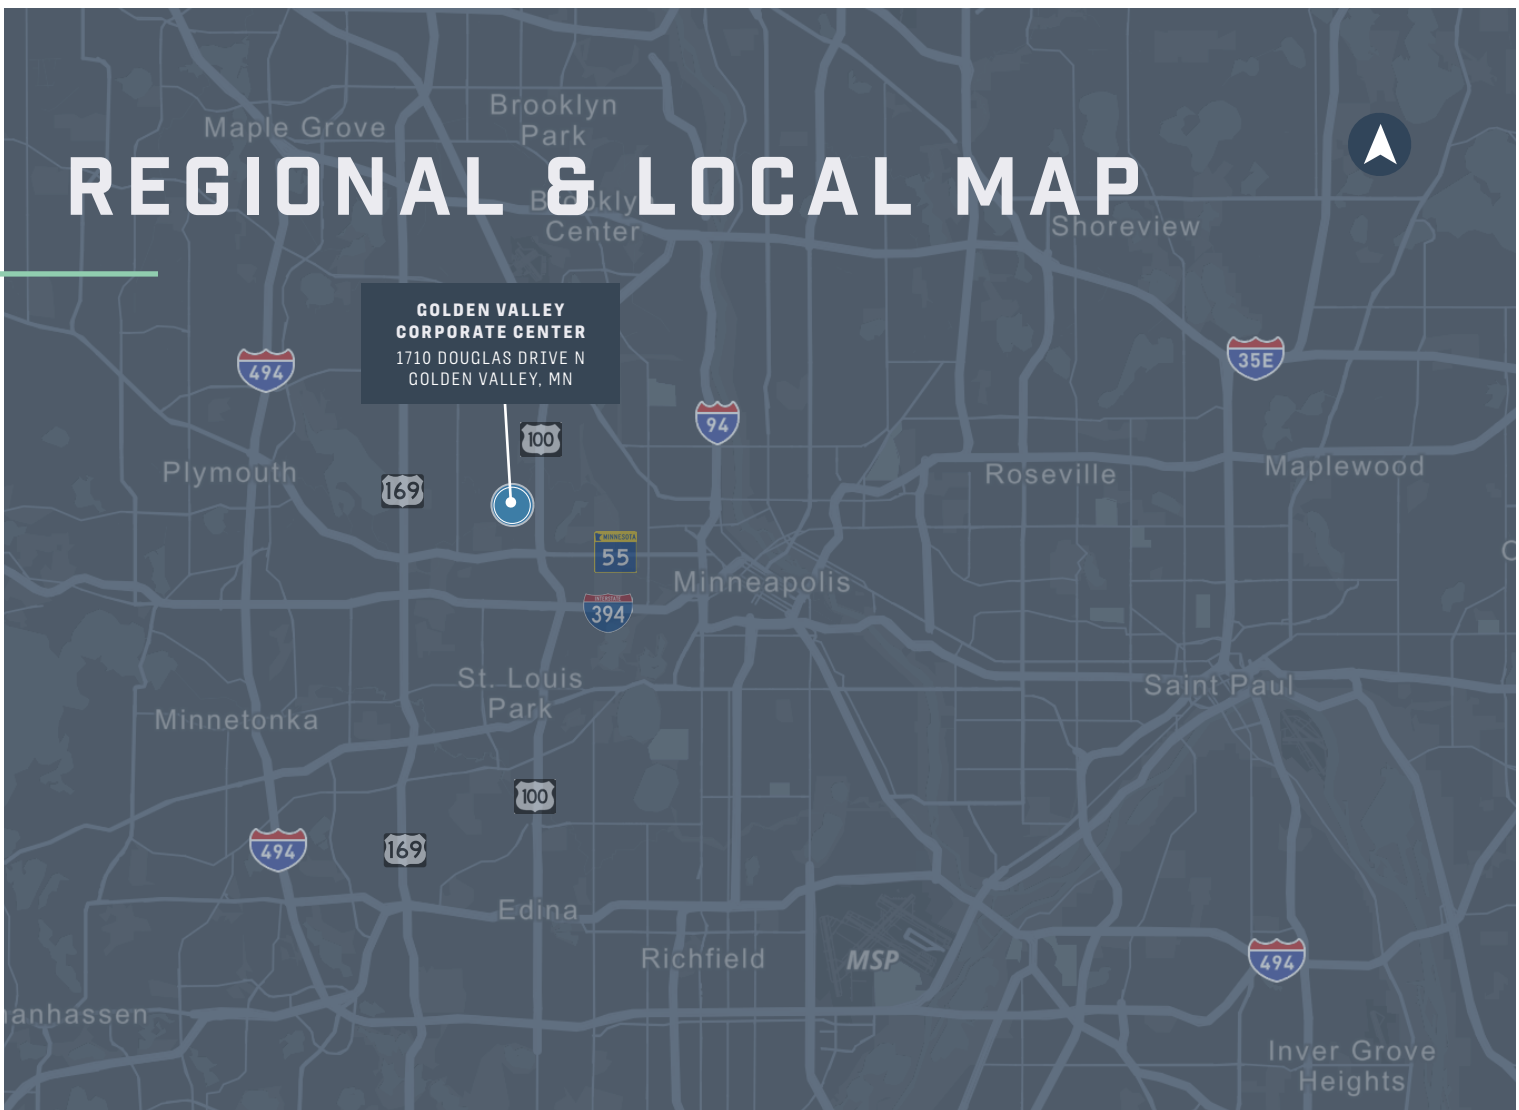 Brooklyn
Park
Maple Grove
REGIONAL & LOCAL MAP
Center
Shoreview
GOLDEN VALLEY
CORPORATE CENTER
1710 DOUGLAS DRIVE N
GOLDEN VALLEY, MN
494
35E
94
100
Plymouth
169
Roseville
Maplewood
MINNESOTA
55
Minneapolis
INTERSTATE
394
St. Louis
Park
Saint Paul
Minnetonka
100
494
169
Edina
Richfield
MSP
494
anhassen
Inver Grove
Heights